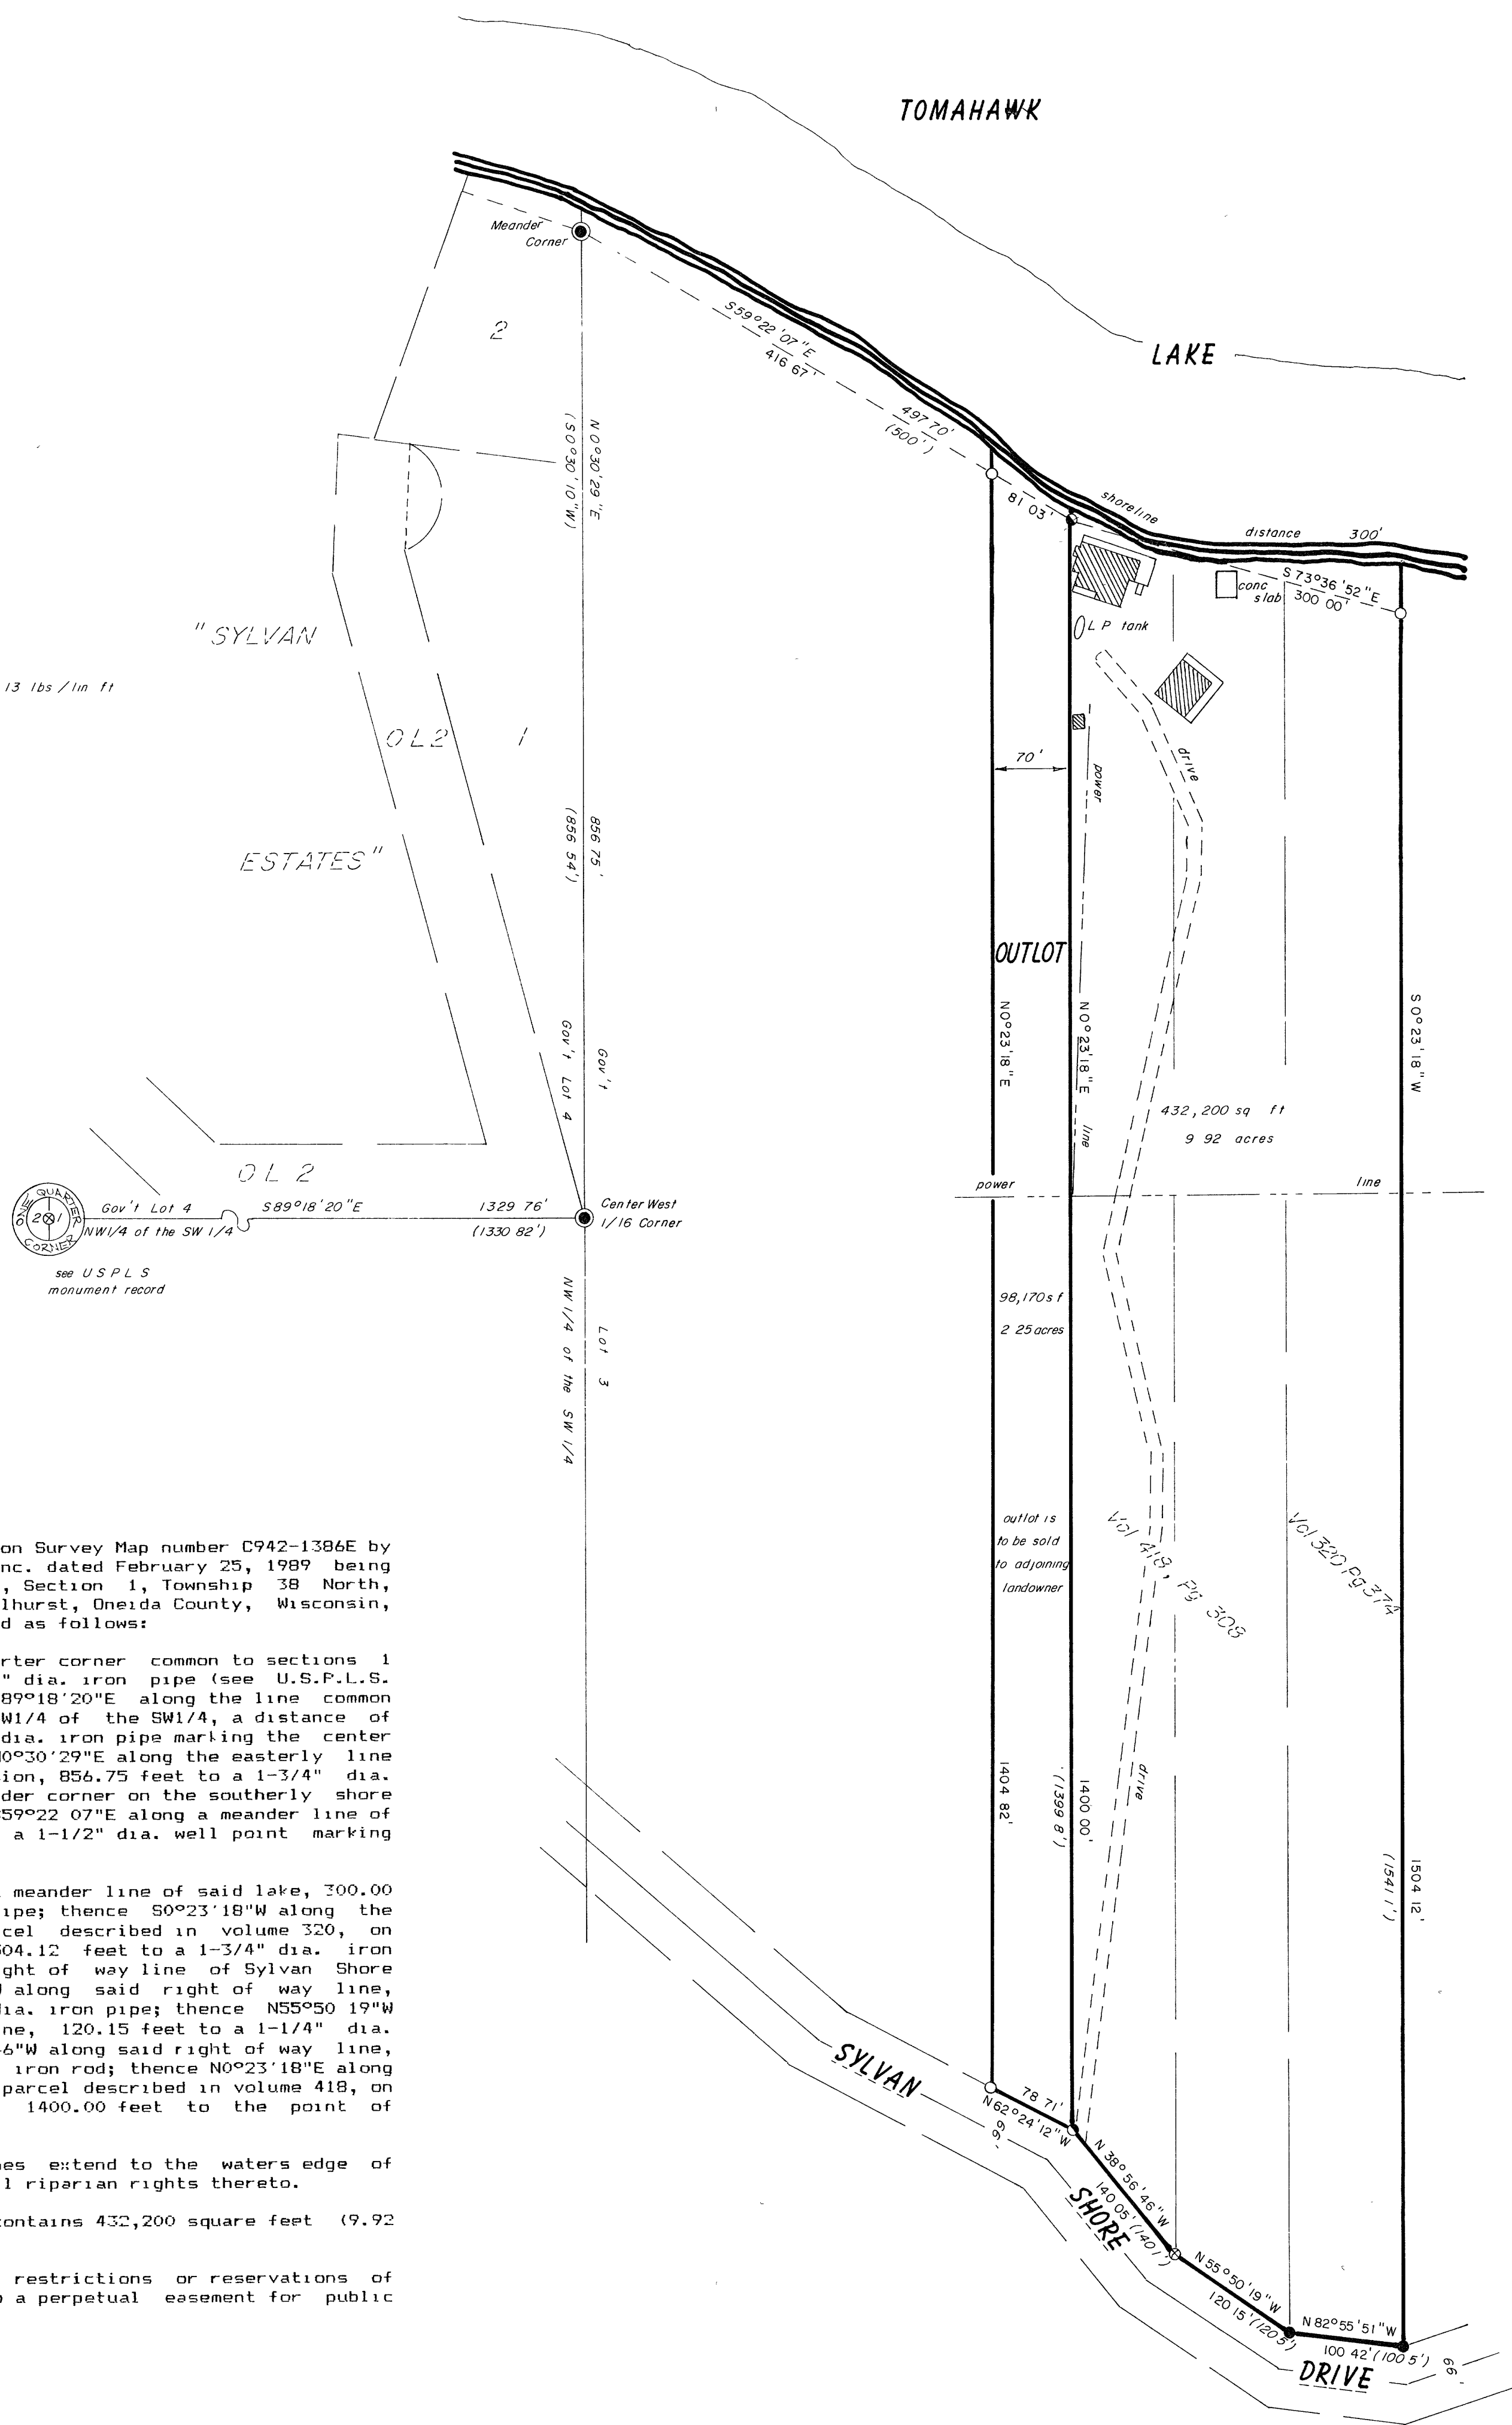 TOMAHAWK
LAKE
Meander
Corner
S59°22'07"E
416 67'
497 70'
(500')
81 03'
shoreline
distance 300'
S 73°36'52"E
300 00'
conc
slab
L P tank
2
N 0°30'29"E
(S 0°30'10"W)
"SYLVAN
13 lbs/lin ft
OL2
1
ESTATES"
856 75'
(856 54')
70'
power
drive
OUTLOT
N0°23'18"E
N0°23'18"E
S 0°23'18"W
Gov't Lot 4
Gov't
432,200 sq ft
9 92 acres
line
OL 2
power
line
ONE QUARTER
2 1
CORNER
Gov't Lot 4
S89°18'20"E
1329 76'
Center West
NW1/4 of the SW 1/4
(1330 82')
1/16 Corner
see U S P L S
monument record
NW 1/4 of the SW 1/4
Lot 3
98,170 s f
2 25 acres
outlot is
to be sold
to adjoining
landowner
Vol 418, Pg 308
Vol 320 Pg 374
on Survey Map number C942-1386E by
nc. dated February 25, 1989 being
, Section 1, Township 38 North,
lhurst, Oneida County, Wisconsin,
d as follows:
rter corner common to sections 1
" dia. iron pipe (see U.S.P.L.S.
89°18'20"E along the line common
W1/4 of the SW1/4, a distance of
dia. iron pipe marking the center
0°30'29"E along the easterly line
ion, 856.75 feet to a 1-3/4" dia.
der corner on the southerly shore
59°22 07"E along a meander line of
a 1-1/2" dia. well point marking
meander line of said lake, 300.00
ipe; thence S0°23'18"W along the
cel described in volume 320, on
04.12 feet to a 1-3/4" dia. iron
ght of way line of Sylvan Shore
along said right of way line,
dia. iron pipe; thence N55°50 19"W
ne, 120.15 feet to a 1-1/4" dia.
6"W along said right of way line,
iron rod; thence N0°23'18"E along
parcel described in volume 418, on
1400.00 feet to the point of
es extend to the waters edge of
l riparian rights thereto.
ontains 432,200 square feet (9.92
restrictions or reservations of
a perpetual easement for public
1404 82'
(1399 8')
1400 00'
drive
1504 12'
(1541 1')
SYLVAN
78 71'
N62°24'12"W
66'
N 38°56'46"W
140 05' (140 1')
SHORE
N 55°50'19"W
120 15' (120 5')
N 82°55'51"W
100 42' (100 5')
66'
DRIVE